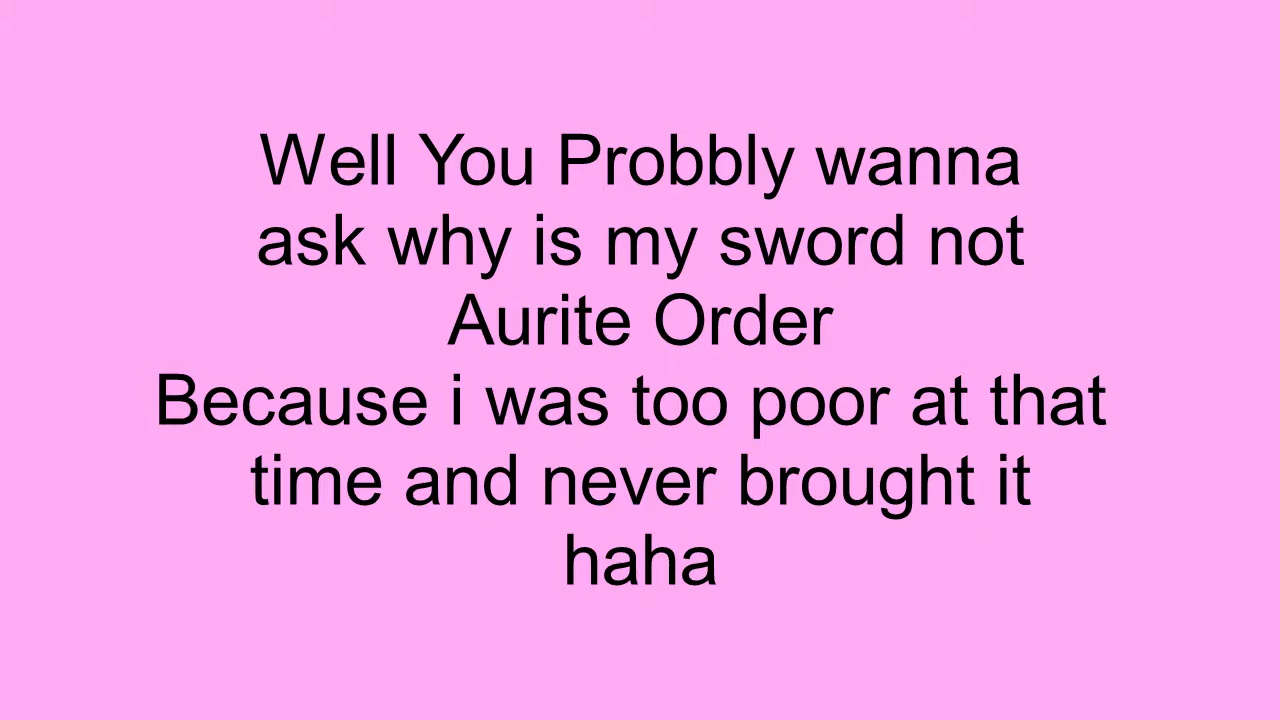 Well You Probbly wanna
ask why is my sword not
Aurite Order
Because i was too poor at that
time and never brought it
haha